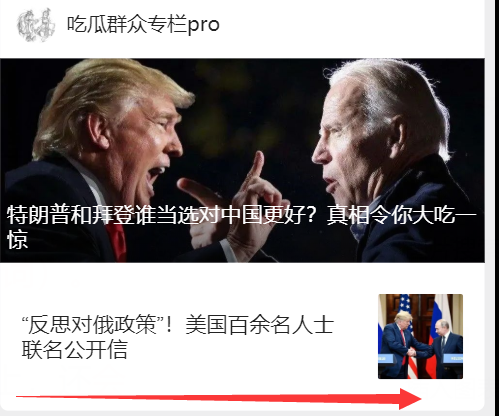 吃瓜群众专栏pro
特朗普和拜登谁当选对中国更好？真相令你大吃一
惊
“反思对俄政策”！美国百余名人士
联名公开信